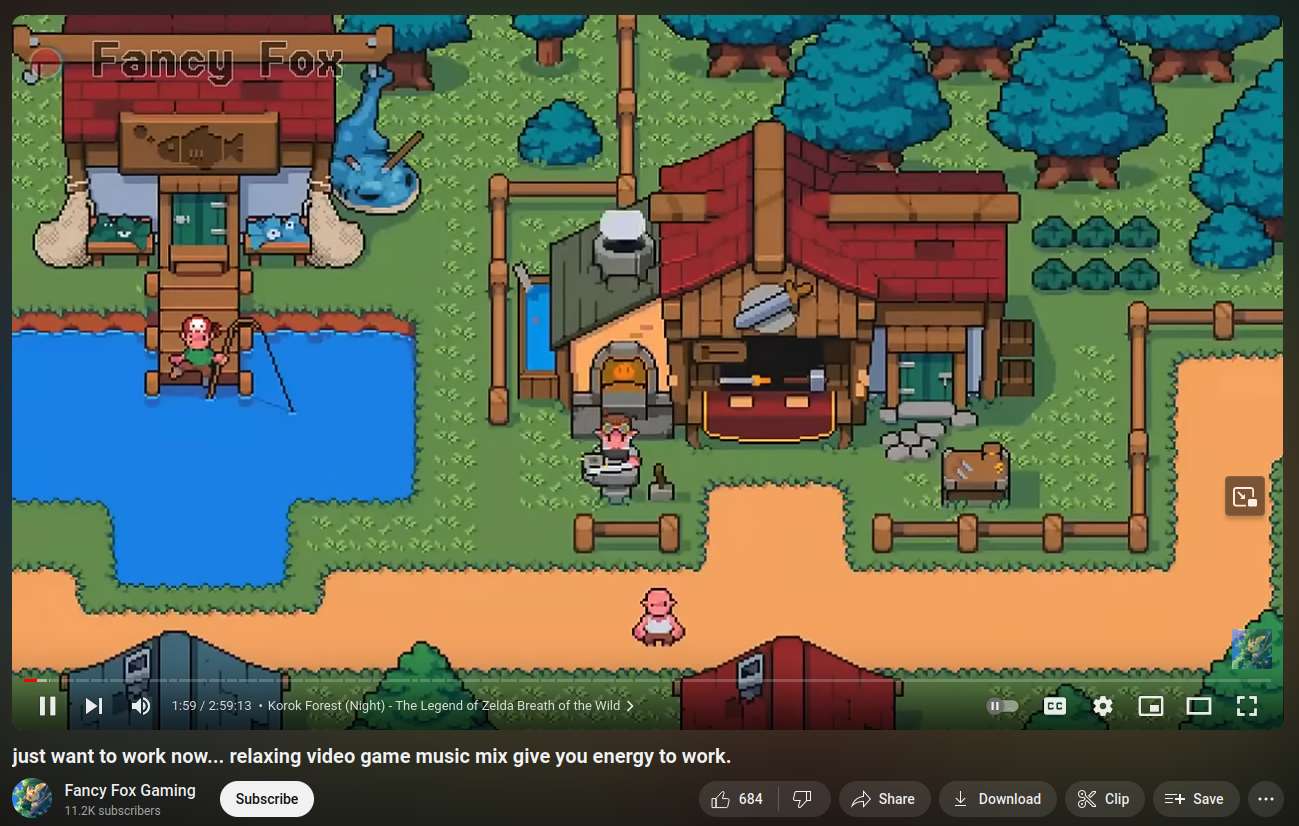 Fancy Fox
1:59 / 2:59:13 • Korok Forest (Night) - The Legend of Zelda Breath of the Wild
CC
just want to work now... relaxing video game music mix give you energy to work.
Fancy Fox Gaming
11.2K subscribers
Subscribe
684
Share
Download
Clip
Save